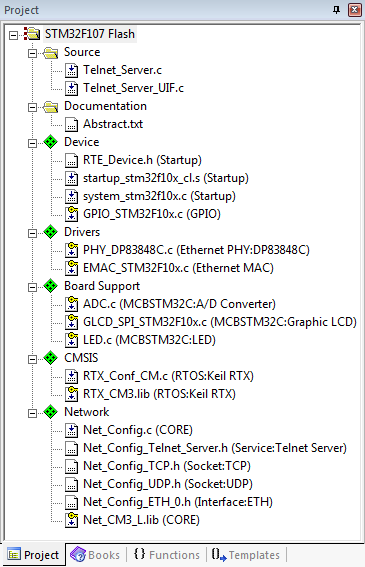 Project
STM32F107 Flash
Source
Telnet_Server.c
Telnet_Server_UIF.c
Documentation
Abstract.txt
Device
RTE_Device.h (Startup)
startup_stm32f10x_cl.s (Startup)
system_stm32f10x.c (Startup)
GPIO_STM32F10x.c (GPIO)
Drivers
PHY_DP83848C.c (Ethernet PHY:DP83848C)
EMAC_STM32F10x.c (Ethernet MAC)
Board Support
ADC.c (MCBSTM32C:A/D Converter)
GLCD_SPI_STM32F10x.c (MCBSTM32C:Graphic LCD)
LED.c (MCBSTM32C:LED)
CMSIS
RTX_Conf_CM.c (RTOS:Keil RTX)
RTX_CM3.lib (RTOS:Keil RTX)
Network
Net_Config.c (CORE)
Net_Config_Telnet_Server.h (Service:Telnet Server)
Net_Config_TCP.h (Socket:TCP)
Net_Config_UDP.h (Socket:UDP)
Net_Config_ETH_0.h (Interface:ETH)
Net_CM3_L.lib (CORE)
Project Books {} Functions 0 Templates